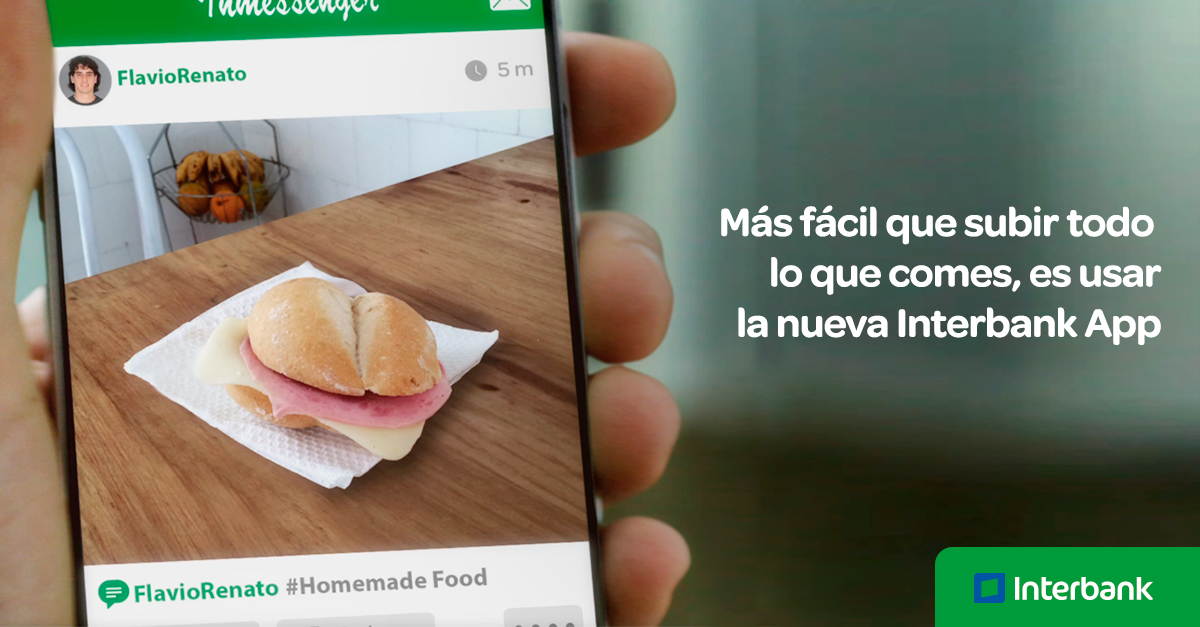 Inmessenger
FlavioRenato
5 m
Más fácil que subir todo
lo que comes, es usar
la nueva Interbank App
FlavioRenato #Homemade Food
Interbank